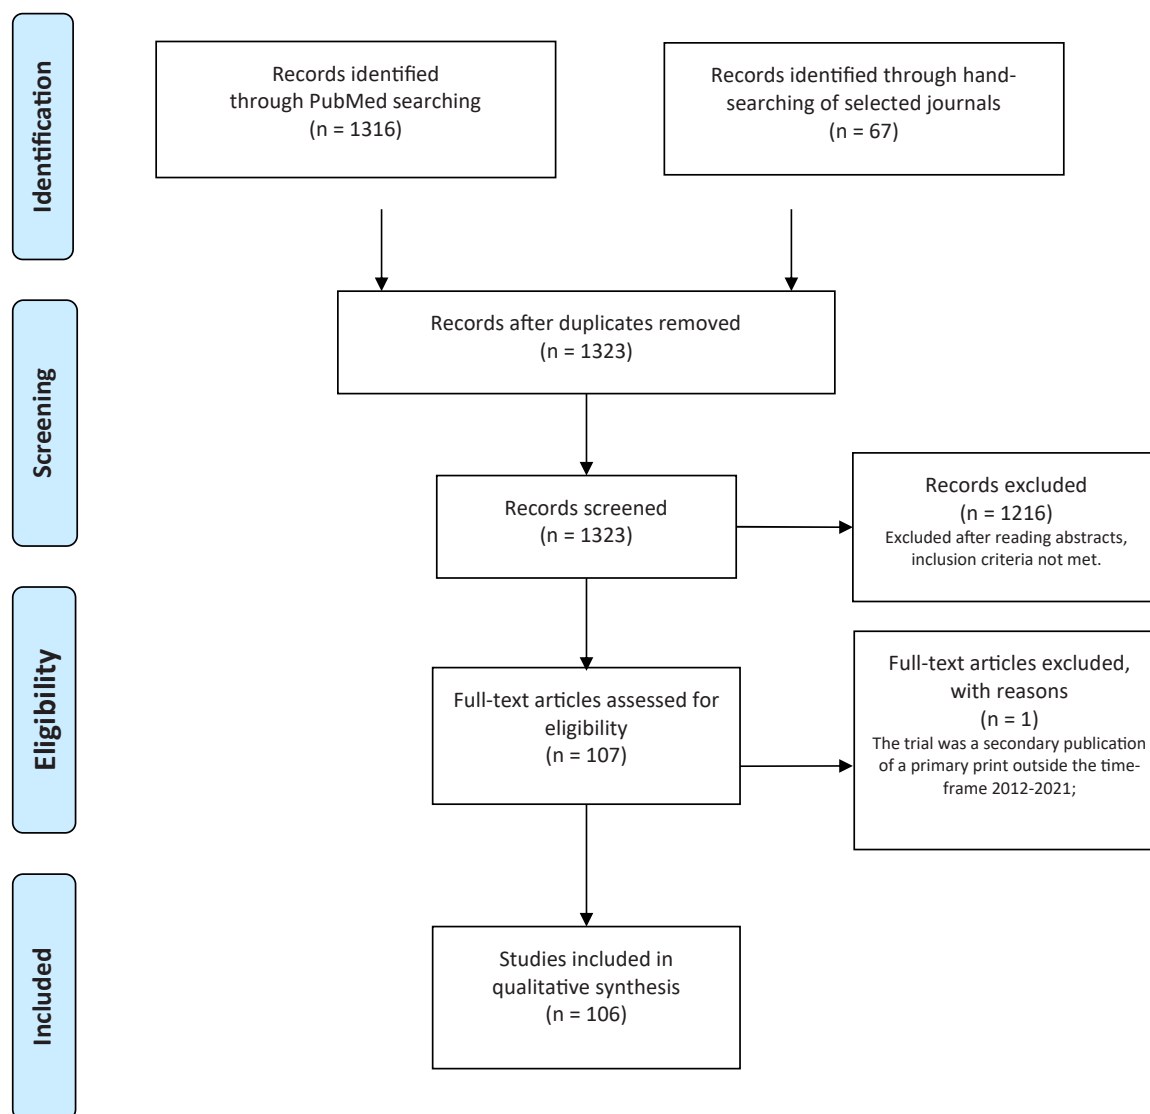 Identification
Records identified
through PubMed searching
(n = 1316)
Records identified through hand-
searching of selected journals
(n = 67)
Screening
Records after duplicates removed
(n = 1323)
Records screened
(n = 1323)
Records excluded
(n = 1216)
Excluded after reading abstracts,
inclusion criteria not met.
Eligibility
Full-text articles assessed for
eligibility
(n = 107)
Full-text articles excluded,
with reasons
(n = 1)
The trial was a secondary publication
of a primary print outside the time-
frame 2012-2021;
Included
Studies included in
qualitative synthesis
(n = 106)